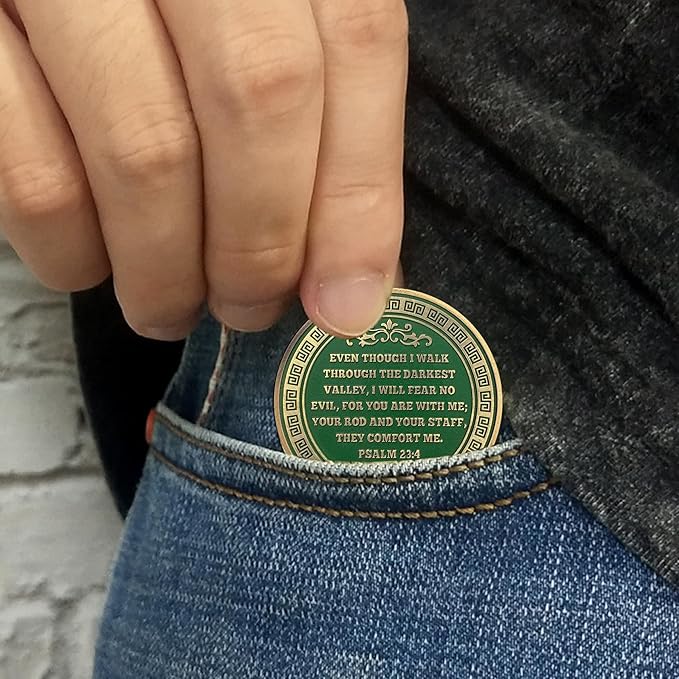 EVEN THOUGH I WALK
THROUGH THE DARKEST
VALLEY, I WILL FEAR NO
EVIL, FOR YOU ARE WITH ME;
YOUR ROD AND YOUR STAFF,
THEY COMFORT ME.
PSALM 23:4